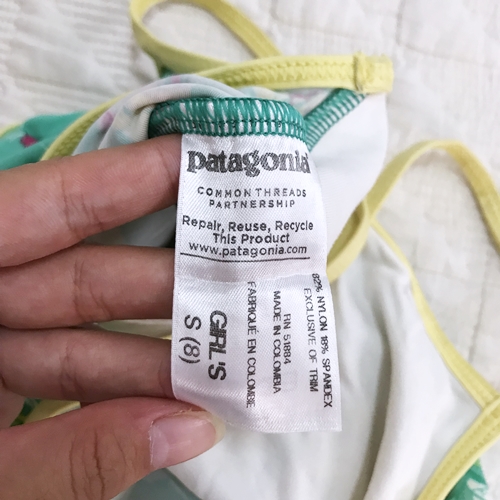 patagonia
COMMON THREADS
PARTNERSHIP
Repair, Reuse, Recycle
This Product
www.patagonia.com
82% NYLON 18% SPANDEX
EXCLUSIVE OF TRIM
RN 51884
MADE IN COLOMBIA
FABRIQUÉ EN COLOMBIE
GIRL'S
S (8)